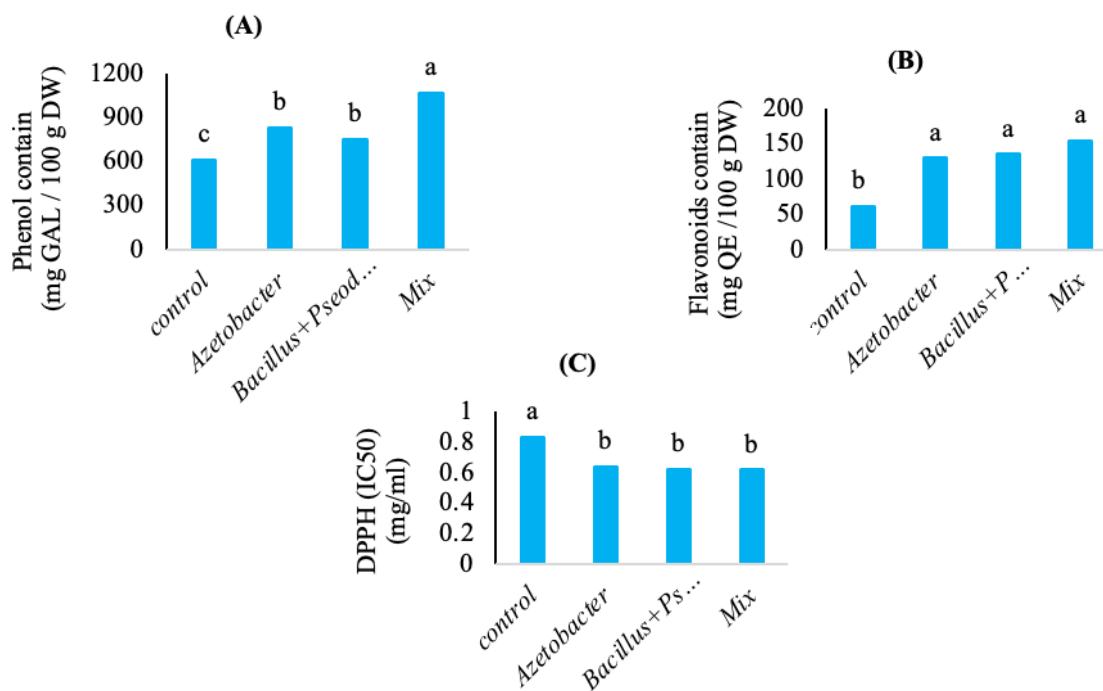 (A)
Phenol contain
(mg GAL / 100 g DW)
1200
900
600
300
0
c
b
b
a
control
Azetobacter
Bacillus+Pseod...
Mix
(B)
Flavonoids contain
(mg QE /100 g DW)
200
150
100
50
0
b
a
a
a
control
Azetobacter
Bacillus+P...
Mix
(C)
DPPH (IC50)
(mg/ml)
1
0.8
0.6
0.4
0.2
0
a
b
b
b
control
Azetobacter
Bacillus+Ps...
Mix